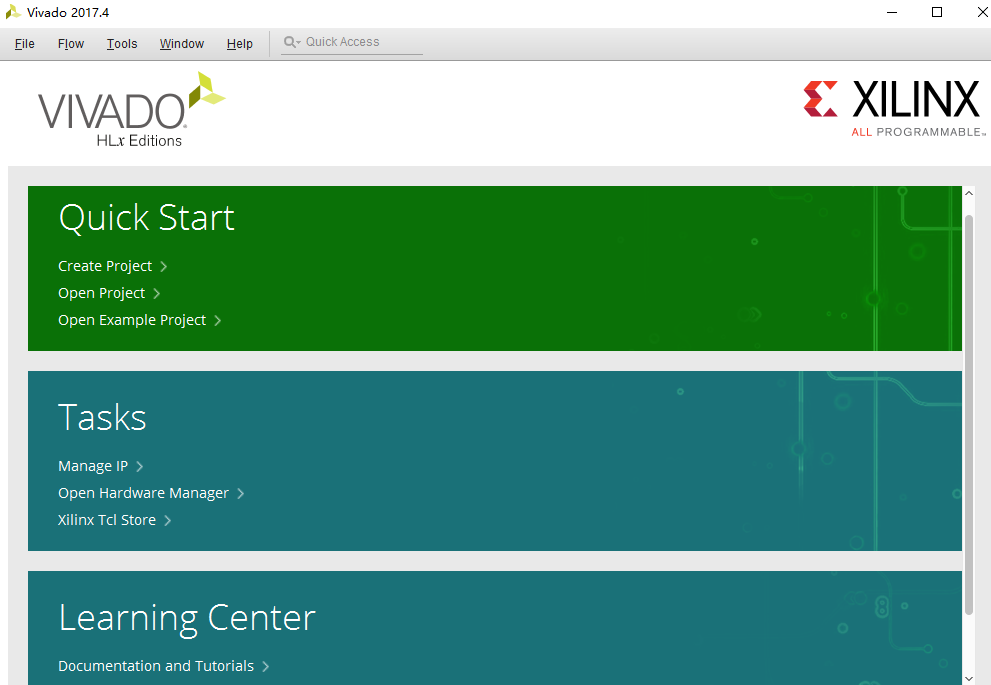 Vivado 2017.4
File Flow Tools Window Help Quick Access
VIVADO
HLx Editions
XILINX
ALL PROGRAMMABLE™
Quick Start
Create Project
Open Project
Open Example Project
Tasks
Manage IP
Open Hardware Manager
Xilinx Tcl Store
Learning Center
Documentation and Tutorials